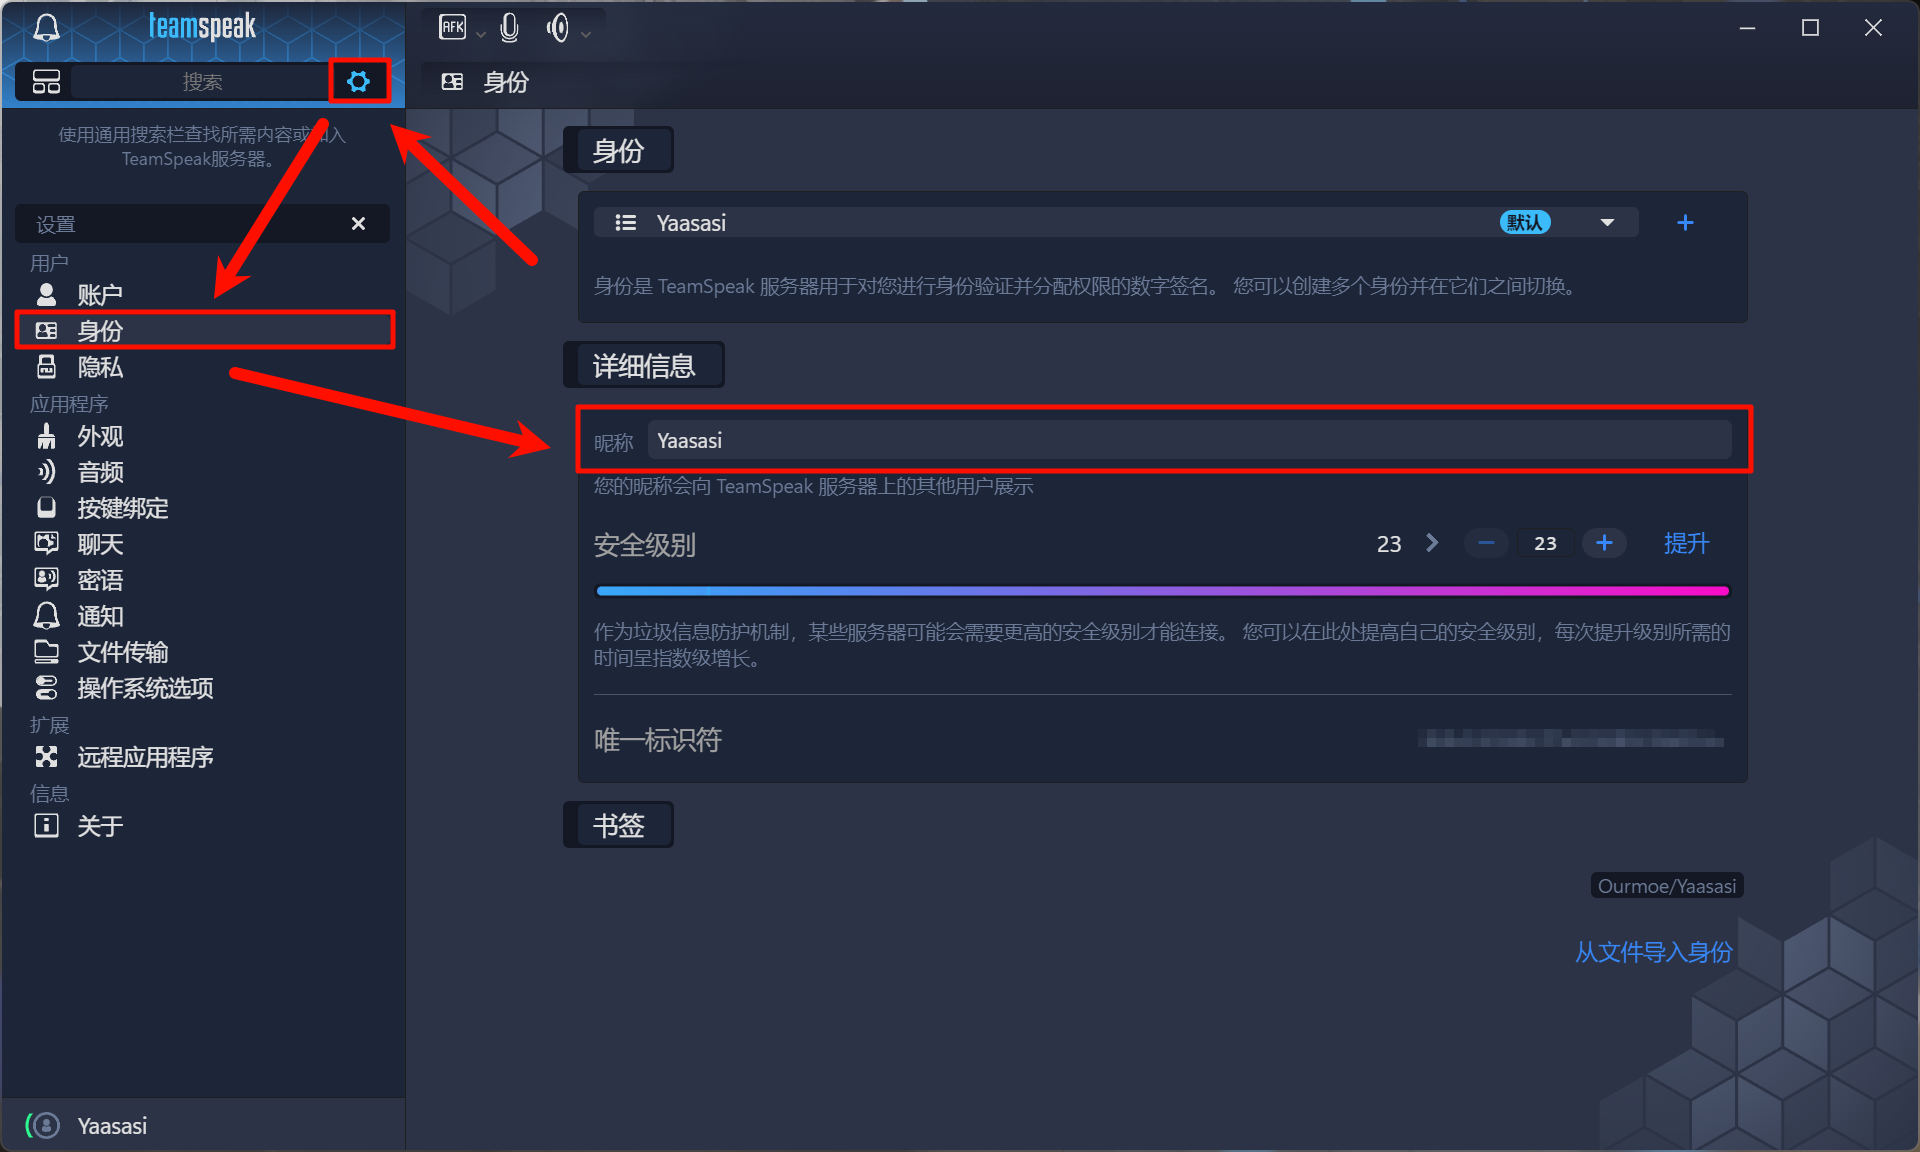 teamspeak
搜索
使用通用搜索栏查找所需内容或加入
TeamSpeak服务器。
设置
用户
账户
身份
隐私
应用程序
外观
音频
按键绑定
聊天
密语
通知
文件传输
操作系统选项
扩展
远程应用程序
信息
关于
Yaasasi
AFK
身份
身份
Yaasasi
默认
身份是 TeamSpeak 服务器用于对您进行身份验证并分配权限的数字签名。 您可以创建多个身份并在它们之间切换。
详细信息
昵称
Yaasasi
您的昵称会向 TeamSpeak 服务器上的其他用户展示
安全级别
23
23
提升
作为垃圾信息防护机制，某些服务器可能会需要更高的安全级别才能连接。 您可以在此处提高自己的安全级别，每次提升级别所需的
时间呈指数级增长。
唯一标识符
书签
Ourmoe/Yaasasi
从文件导入身份